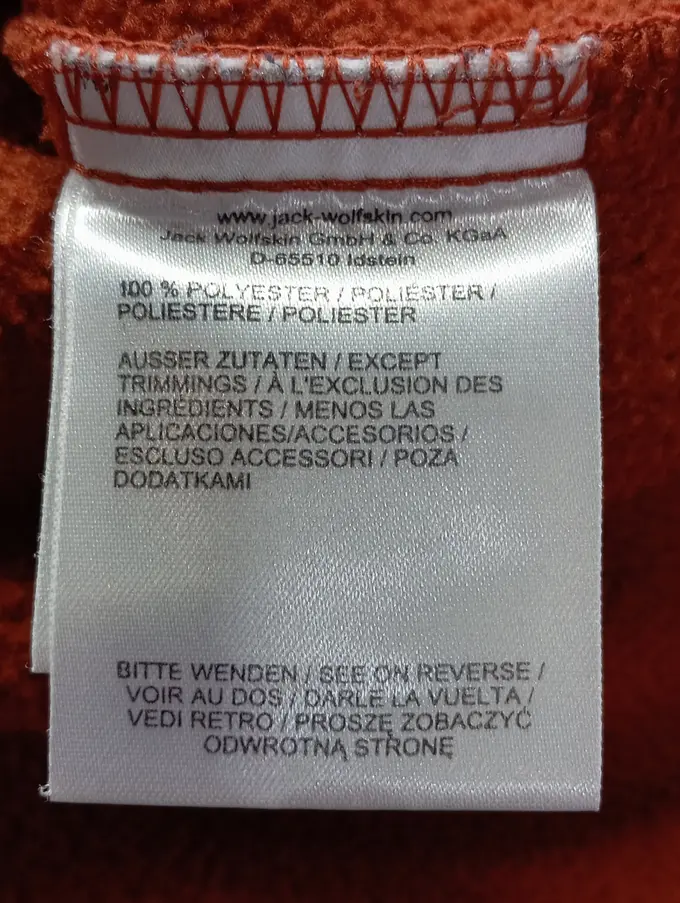 www.jack-wolfskin.com
Jack Wolfskin GmbH & Co. KGaA
D-65510 Idstein
100 % POLYESTER / POLIÉSTER /
POLIESTERE / POLIESTER
AUSSER ZUTATEN / EXCEPT
TRIMMINGS / À L'EXCLUSION DES
INGRÉDIENTS / MENOS LAS
APLICACIONES/ACCESORIOS /
ESCLUSO ACCESSORI / POZA
DODATKAMI
BITTE WENDEN / SEE ON REVERSE /
VOIR AU DOS / DARLE LA VUELTA /
VEDI RETRO / PROSZĘ ZOBACZYĆ
ODWROTNĄ STRONĘ